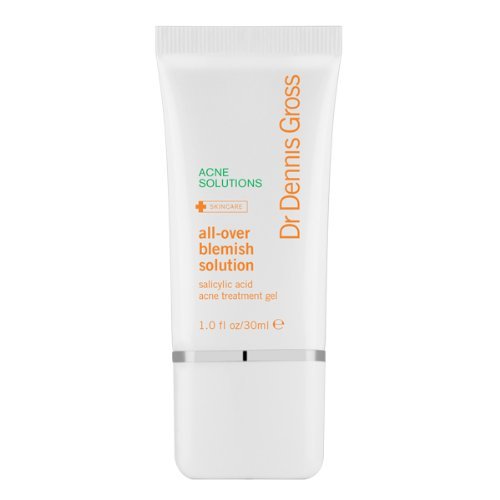 Dr Dennis Gross
ACNE
SOLUTIONS
SKINCARE
all-over
blemish
solution
salicylic acid
acne treatment gel
1.0 fl oz/30ml ℮